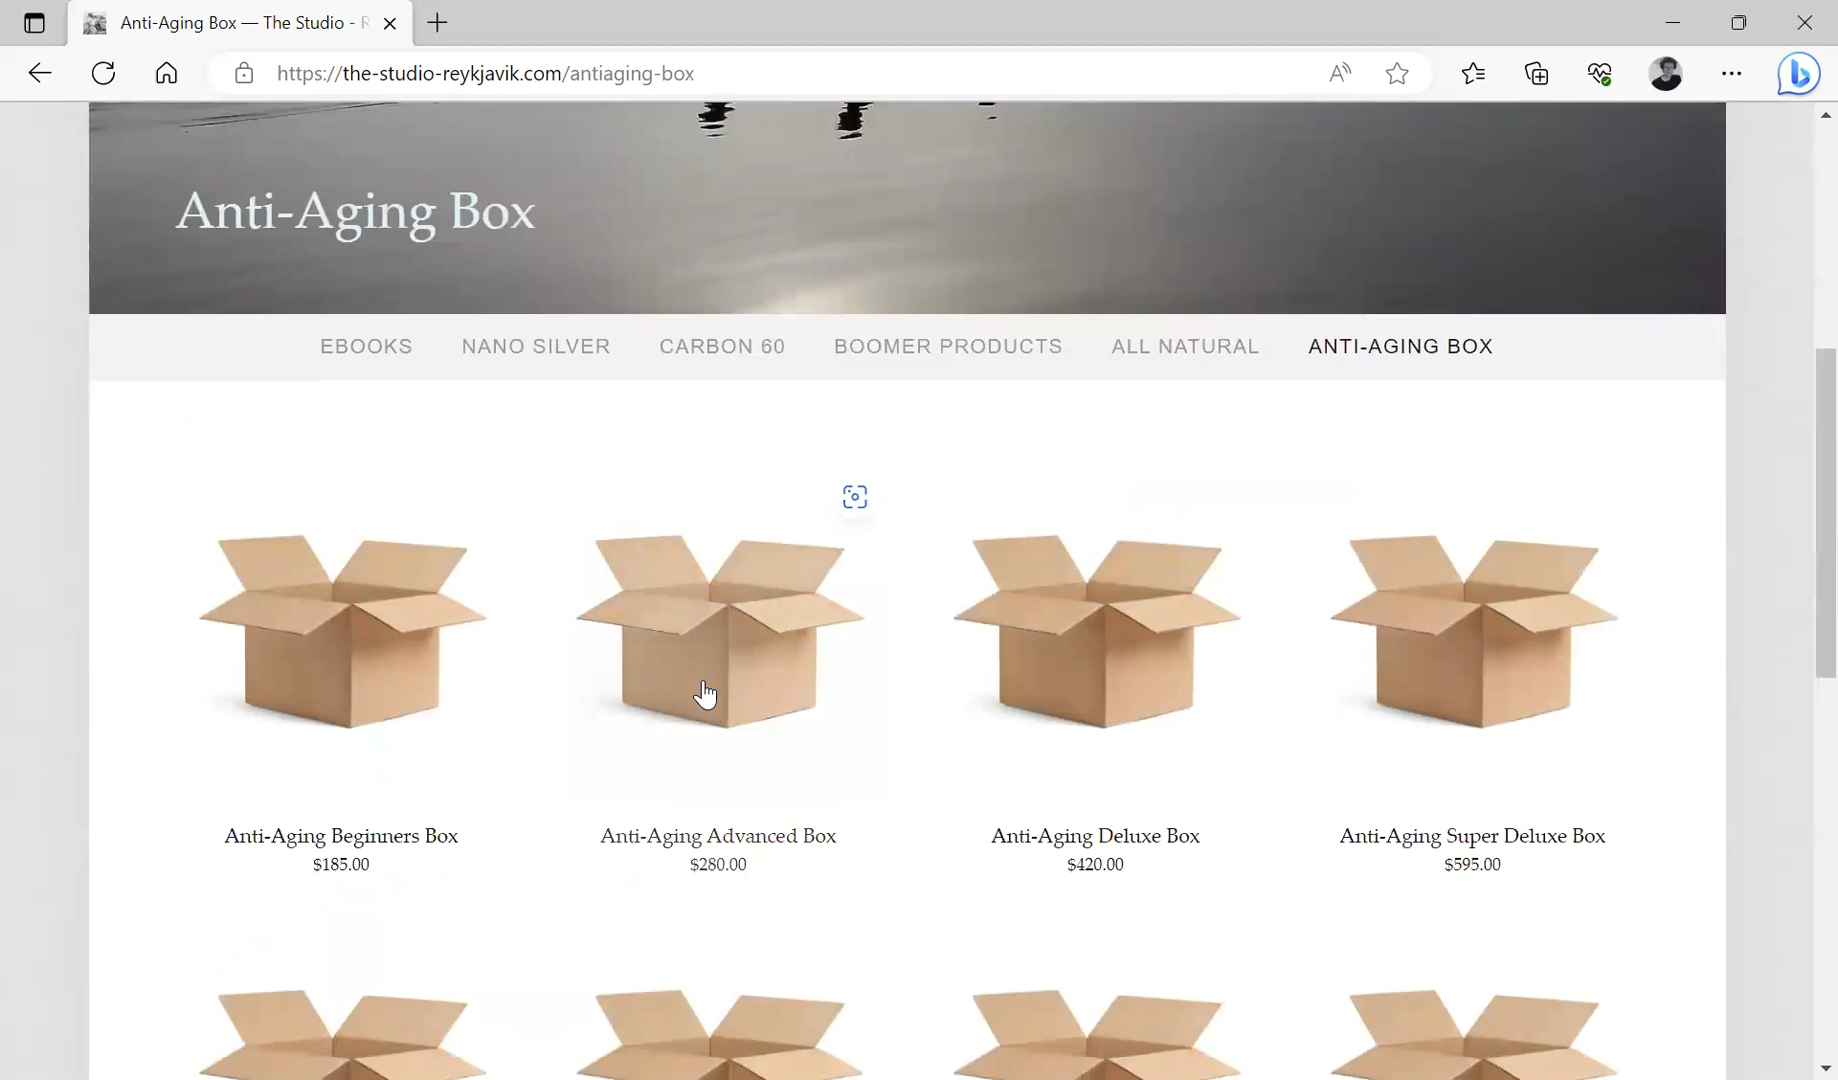 Anti-Aging Box — The Studio - R
https://the-studio-reykjavik.com/antiaging-box
Anti-Aging Box
EBOOKS NANO SILVER CARBON 60 BOOMER PRODUCTS ALL NATURAL ANTI-AGING BOX
Anti-Aging Beginners Box Anti-Aging Advanced Box Anti-Aging Deluxe Box Anti-Aging Super Deluxe Box
$185.00 $280.00 $420.00 $595.00